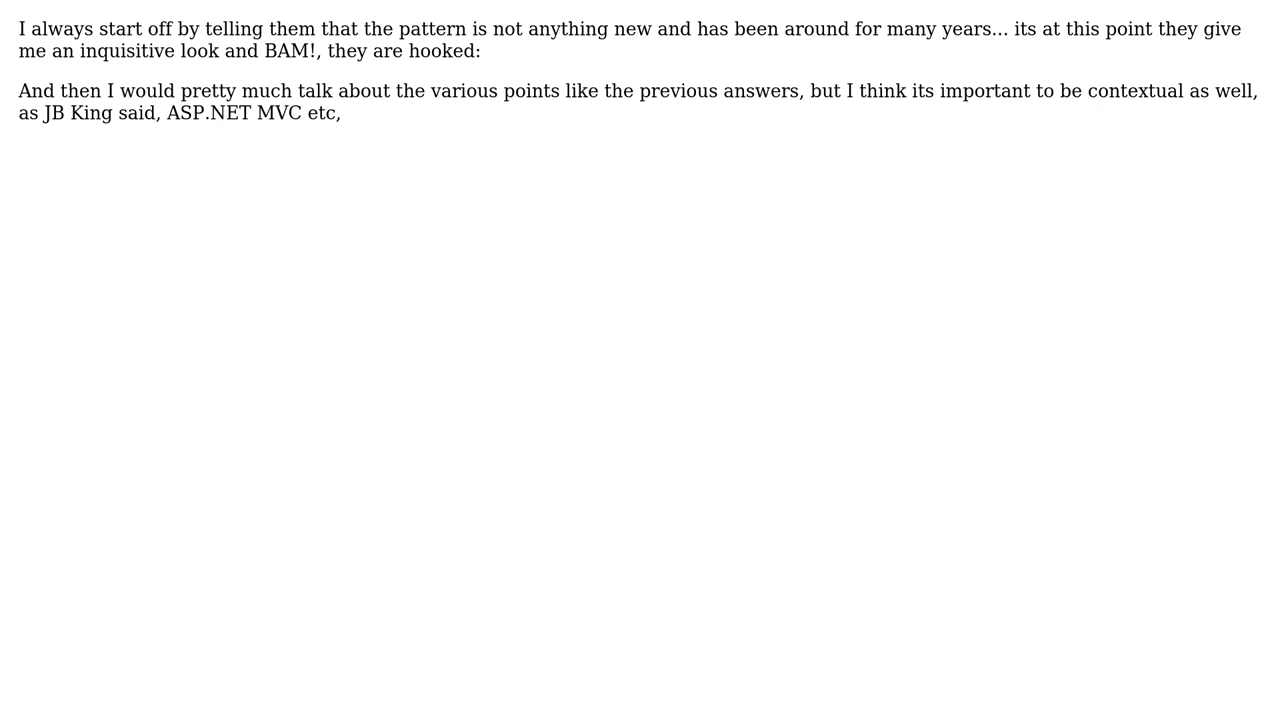 I always start off by telling them that the pattern is not anything new and has been around for many years... its at this point they give
me an inquisitive look and BAM!, they are hooked:
And then I would pretty much talk about the various points like the previous answers, but I think its important to be contextual as well,
as JB King said, ASP.NET MVC etc,